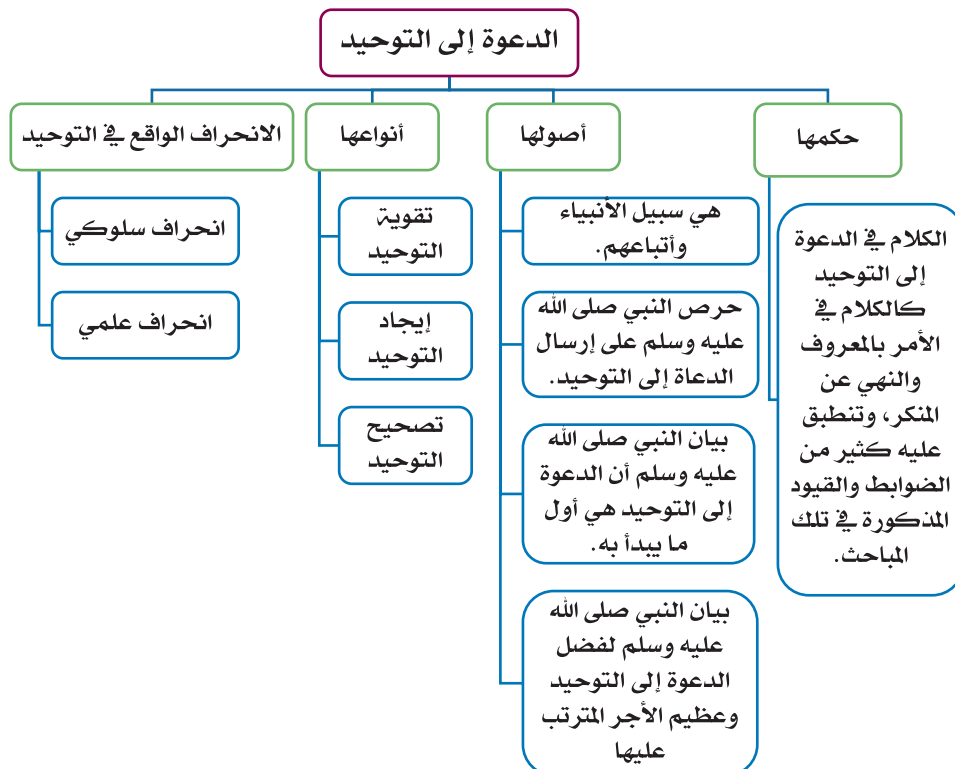 الدعوة إلى التوحيد
حكمها
الكلام في الدعوة
إلى التوحيد
كالكلام في
الأمر بالمعروف
والنهي عن
المنكر، وتنطبق
عليه كثير من
الضوابط والقيود
المذكورة في تلك
المباحث.
أصولها
هي سبيل الأنبياء
وأتباعهم.
حرص النبي صلى الله
عليه وسلم على إرسال
الدعاة إلى التوحيد.
بيان النبي صلى الله
عليه وسلم أن الدعوة
إلى التوحيد هي أول
ما يبدأ به.
بيان النبي صلى الله
عليه وسلم لفضل
الدعوة إلى التوحيد
وعظيم الأجر المترتب
عليها
أنواعها
تقوية
التوحيد
إيجاد
التوحيد
تصحيح
التوحيد
الانحراف الواقع في التوحيد
انحراف سلوكي
انحراف علمي